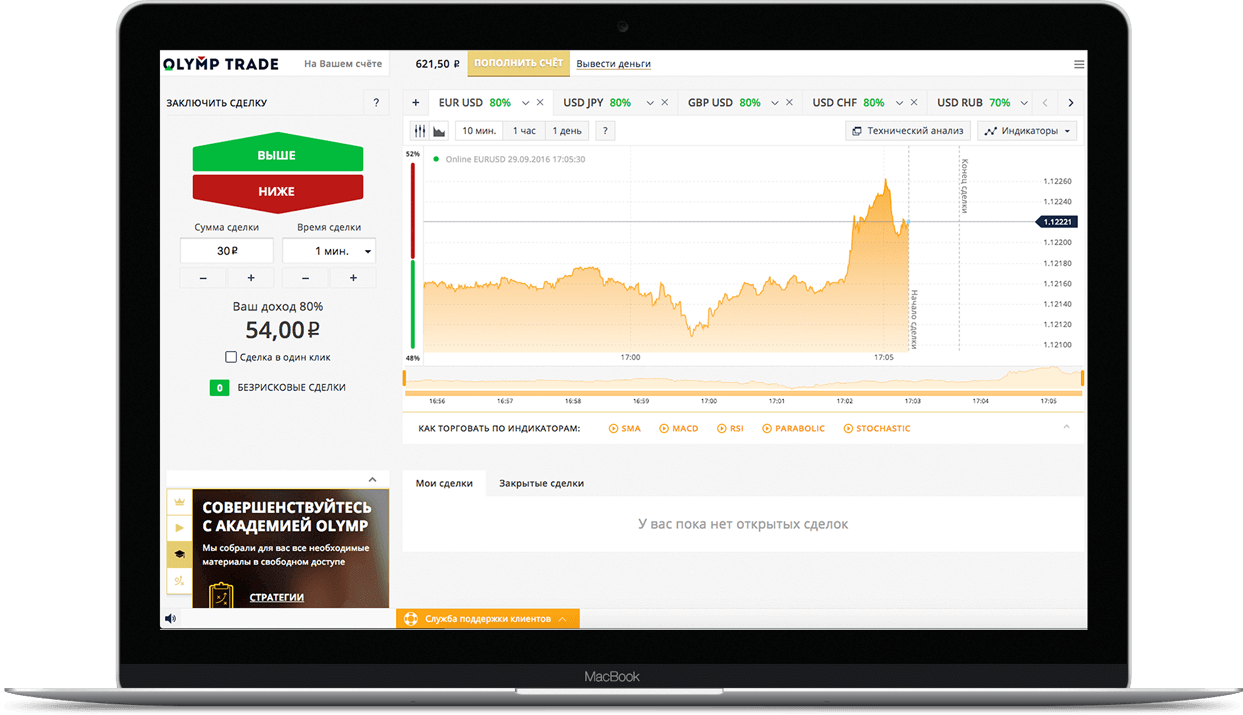 OLYMP TRADE На Вашем счёте 621,50 ₽ ПОПОЛНИТЬ СЧЁТ Вывести деньги
ЗАКЛЮЧИТЬ СДЕЛКУ ?
ВЫШЕ
НИЖЕ
Сумма сделки Время сделки
30₽ 1 мин.
− + − +
Ваш доход 80%
54,00₽
Сделка в один клик
0 БЕЗРИСКОВЫЕ СДЕЛКИ
+ EUR USD 80% USD JPY 80% GBP USD 80% USD CHF 80% USD RUB 70%
10 мин. 1 час 1 день ? Технический анализ Индикаторы
52%
Online EURUSD 29.09.2016 17:05:30
Конец сделки
Начало сделки
1.12260
1.12240
1.12221
1.12200
1.12180
1.12160
1.12140
1.12120
1.12100
48%
17:00 17:05
16:56 16:57 16:58 16:59 17:00 17:01 17:02 17:03 17:04 17:05
КАК ТОРГОВАТЬ ПО ИНДИКАТОРАМ: SMA MACD RSI PARABOLIC STOCHASTIC
Мои сделки Закрытые сделки
У вас пока нет открытых сделок
СОВЕРШЕНСТВУЙТЕСЬ
С АКАДЕМИЕЙ OLYMP
Мы собрали для вас все необходимые
материалы в свободном доступе
СТРАТЕГИИ
Служба поддержки клиентов
MacBook